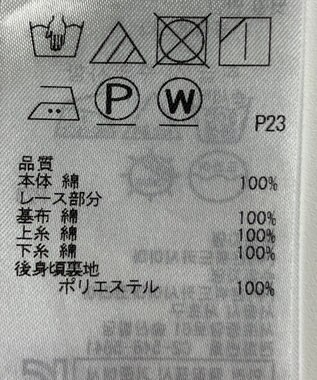 P W
P23
品質
本体 綿 100%
レース部分
基布 綿 100%
上糸 綿 100%
下糸 綿 100%
後身頃裏地
ポリエステル 100%